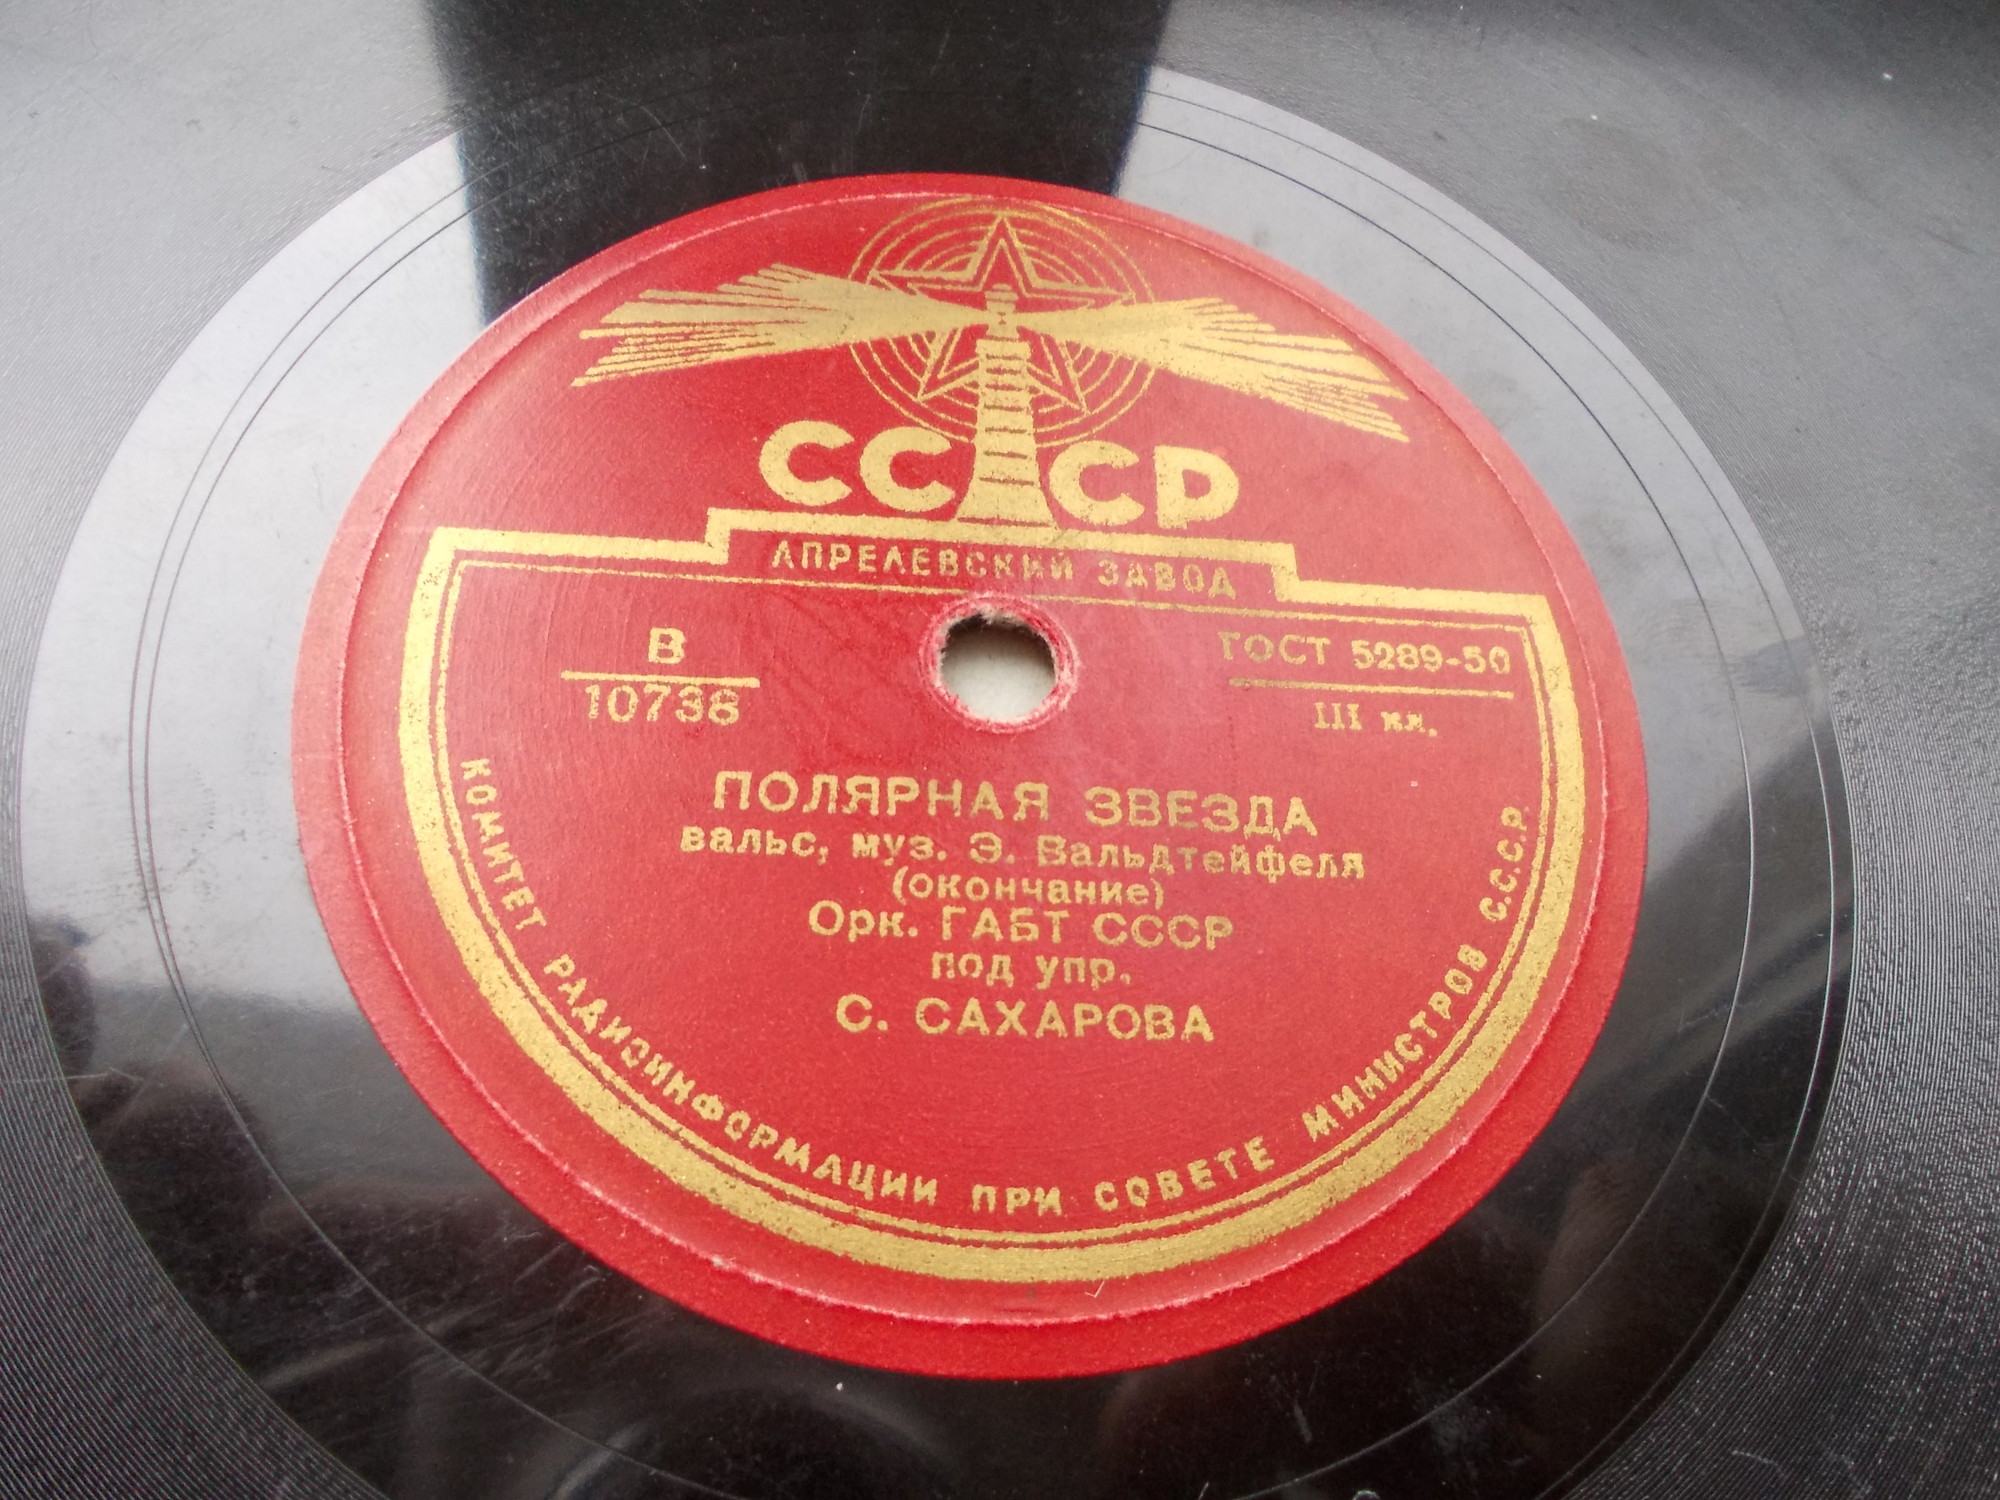 СССР
АПРЕЛЕВСКИЙ ЗАВОД
В
10738
ГОСТ 5289-50
III кл.
ПОЛЯРНАЯ ЗВЕЗДА
вальс, муз. Э. Вальдтейфеля
(окончание)
Орк. ГАБТ СССР
под упр.
С. САХАРОВА
КОМИТЕТ РАДИОИНФОРМАЦИИ ПРИ СОВЕТЕ МИНИСТРОВ С.С.С.Р.